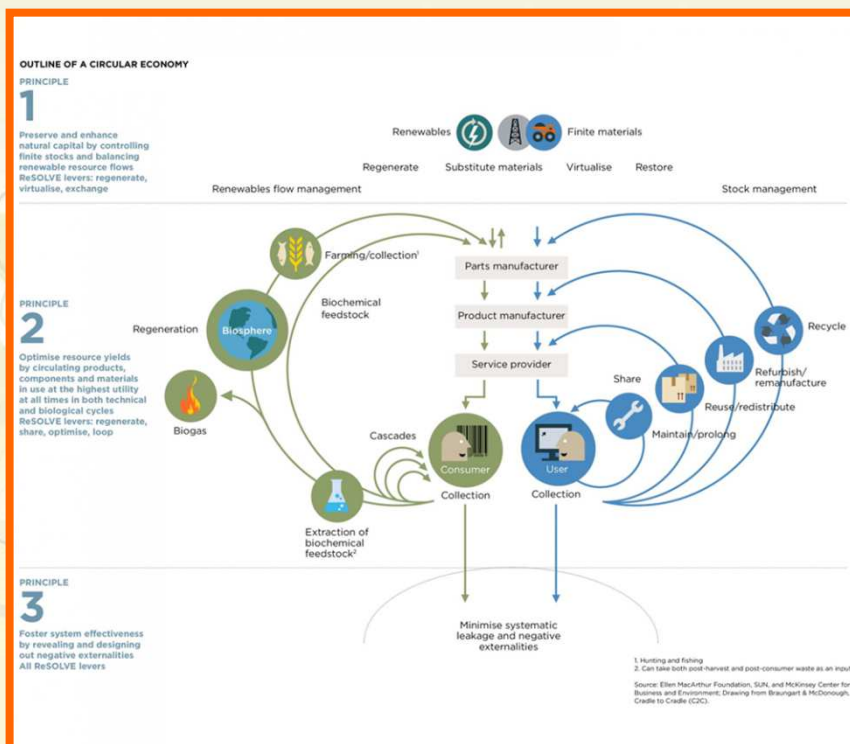 OUTLINE OF A CIRCULAR ECONOMY
PRINCIPLE
1
Preserve and enhance
natural capital by controlling
finite stocks and balancing
renewable resource flows
ReSOLVE levers: regenerate,
virtualise, exchange
Renewables
Finite materials
Regenerate
Substitute materials
Virtualise
Restore
Renewables flow management
Stock management
PRINCIPLE
2
Optimise resource yields
by circulating products,
components and materials
in use at the highest utility
at all times in both technical
and biological cycles
ReSOLVE levers: regenerate,
share, optimise, loop
Farming/collection¹
Biochemical
feedstock
Regeneration
Biosphere
Biogas
Cascades
Extraction of
biochemical
feedstock²
Parts manufacturer
Product manufacturer
Service provider
Consumer
Collection
User
Collection
Share
Maintain/prolong
Reuse/redistribute
Refurbish/
remanufacture
Recycle
PRINCIPLE
3
Foster system effectiveness
by revealing and designing
out negative externalities
All ReSOLVE levers
Minimise systematic
leakage and negative
externalities
1. Hunting and fishing
2. Can take both post-harvest and post-consumer waste as an input
Source: Ellen MacArthur Foundation, SUN, and McKinsey Center for
Business and Environment; Drawing from Braungart & McDonough,
Cradle to Cradle (C2C).